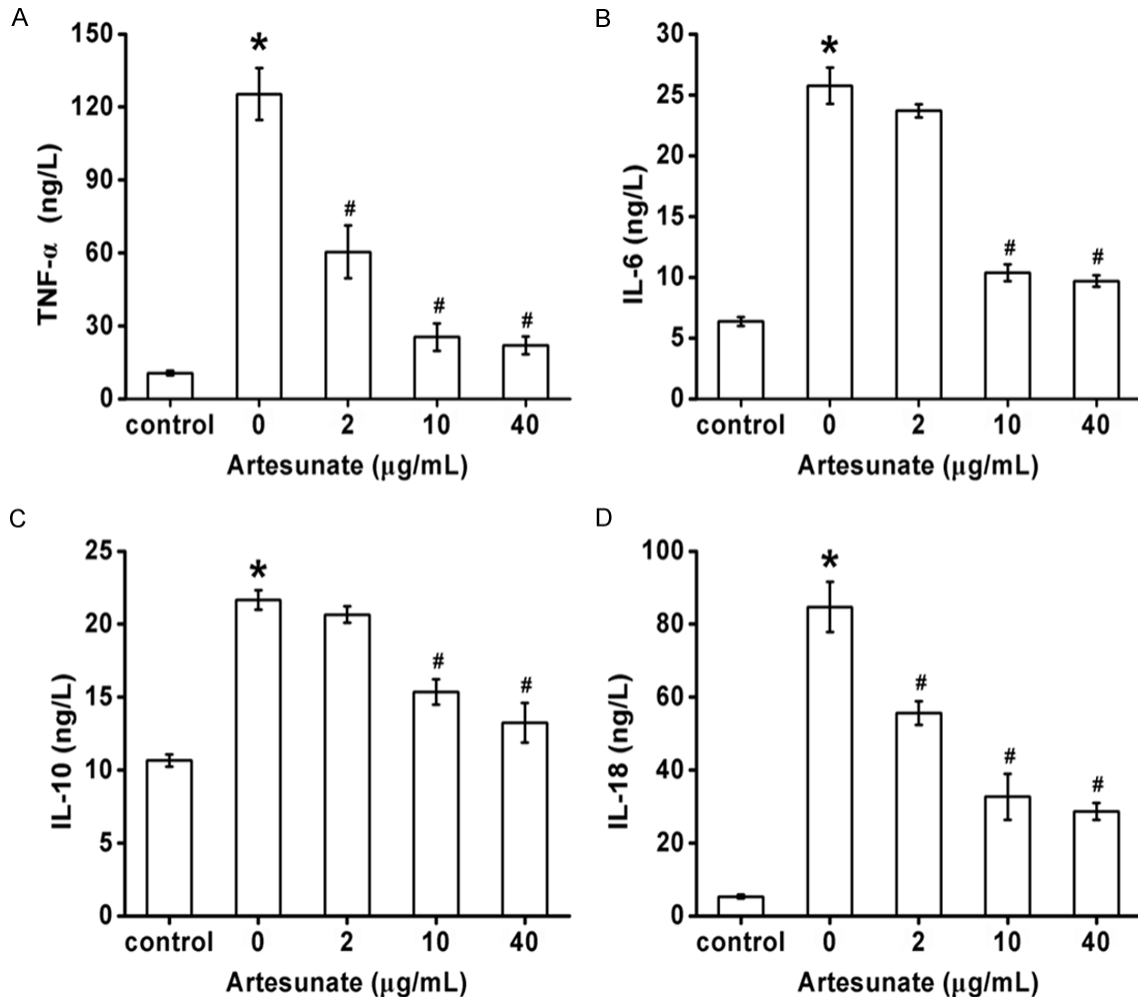 A
TNF-α (ng/L)
150
120
90
60
30
0
*
#
#
#
control 0 2 10 40
Artesunate (μg/mL)
B
IL-6 (ng/L)
30
25
20
15
10
5
0
*
#
#
control 0 2 10 40
Artesunate (μg/mL)
C
IL-10 (ng/L)
25
20
15
10
5
0
*
#
#
control 0 2 10 40
Artesunate (μg/mL)
D
IL-18 (ng/L)
100
80
60
40
20
0
*
#
#
#
control 0 2 10 40
Artesunate (μg/mL)